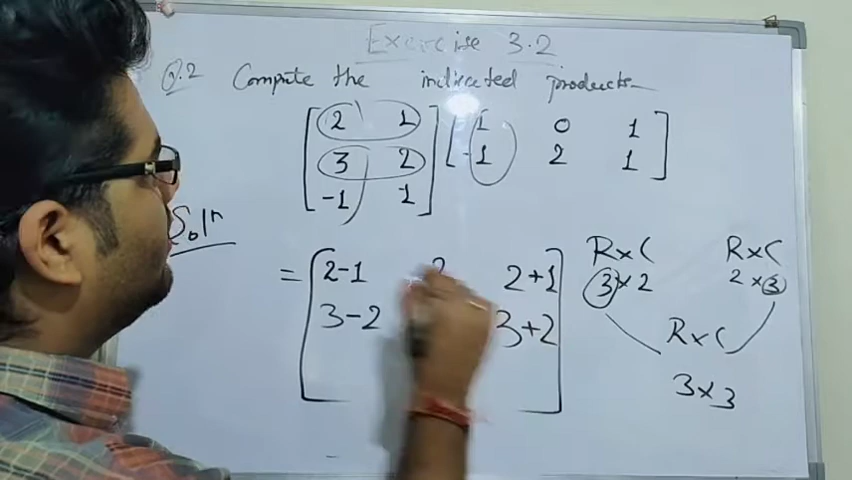 Exercise 3.2
Q.2 Compute the indicated products
2 1 1 0 1
3 2 -1 2 1
-1 1
Solⁿ
= 2-1 2 2+1
3-2 3+2
R×C R×C
3×2 2×3
R×C
3×3